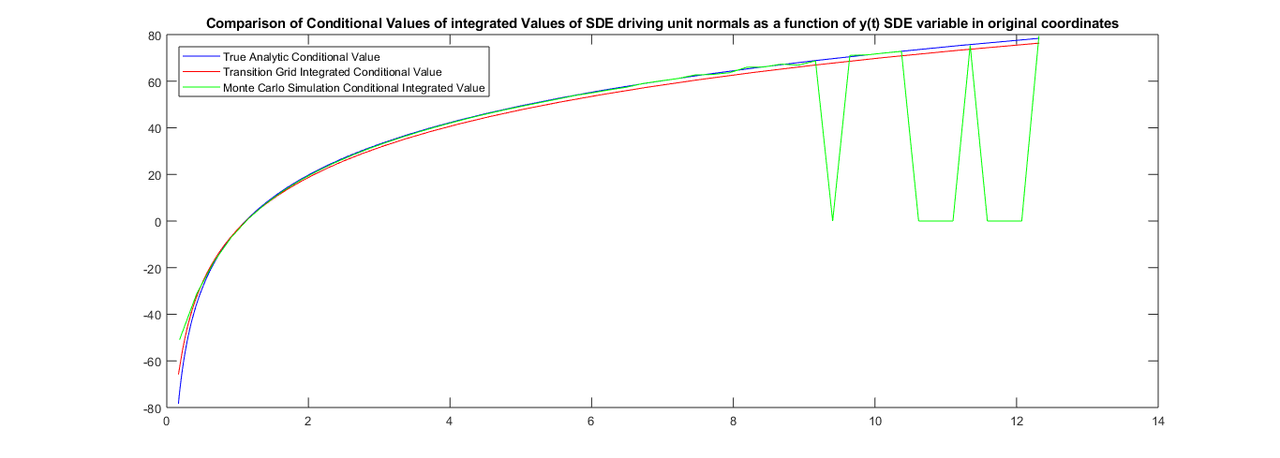 Comparison of Conditional Values of integrated Values of SDE driving unit normals as a function of y(t) SDE variable in original coordinates
80
60
40
20
0
-20
-40
-60
-80
True Analytic Conditional Value
Transition Grid Integrated Conditional Value
Monte Carlo Simulation Conditional Integrated Value
0 2 4 6 8 10 12 14